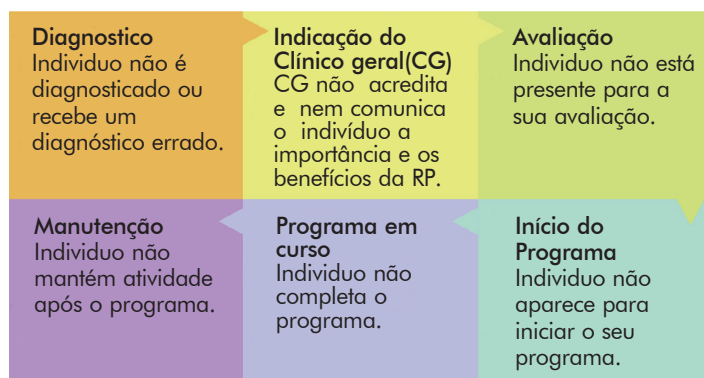 Diagnostico
Individuo não é
diagnosticado ou
recebe um
diagnóstico errado.
Indicação do
Clínico geral(CG)
CG não acredita
e nem comunica
o indivíduo a
importância e os
benefícios da RP.
Avaliação
Individuo não está
presente para a
sua avaliação.
Início do
Programa
Individuo não
aparece para
iniciar o seu
programa.
Programa em
curso
Individuo não
completa o
programa.
Manutenção
Individuo não
mantém atividade
após o programa.